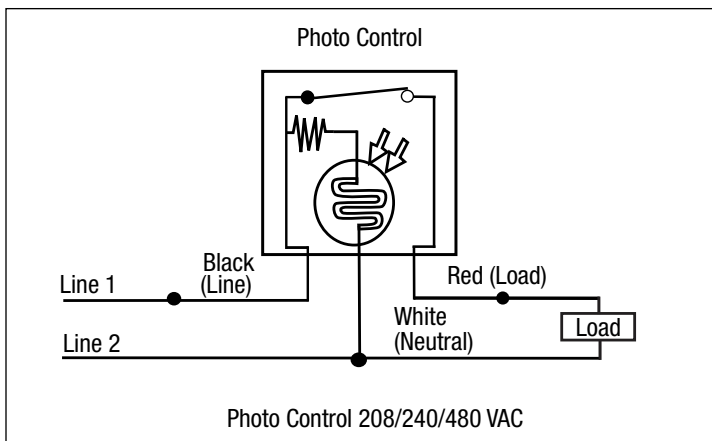 Photo Control
Black
(Line)
Line 1
Red (Load)
White
(Neutral)
Load
Line 2
Photo Control 208/240/480 VAC